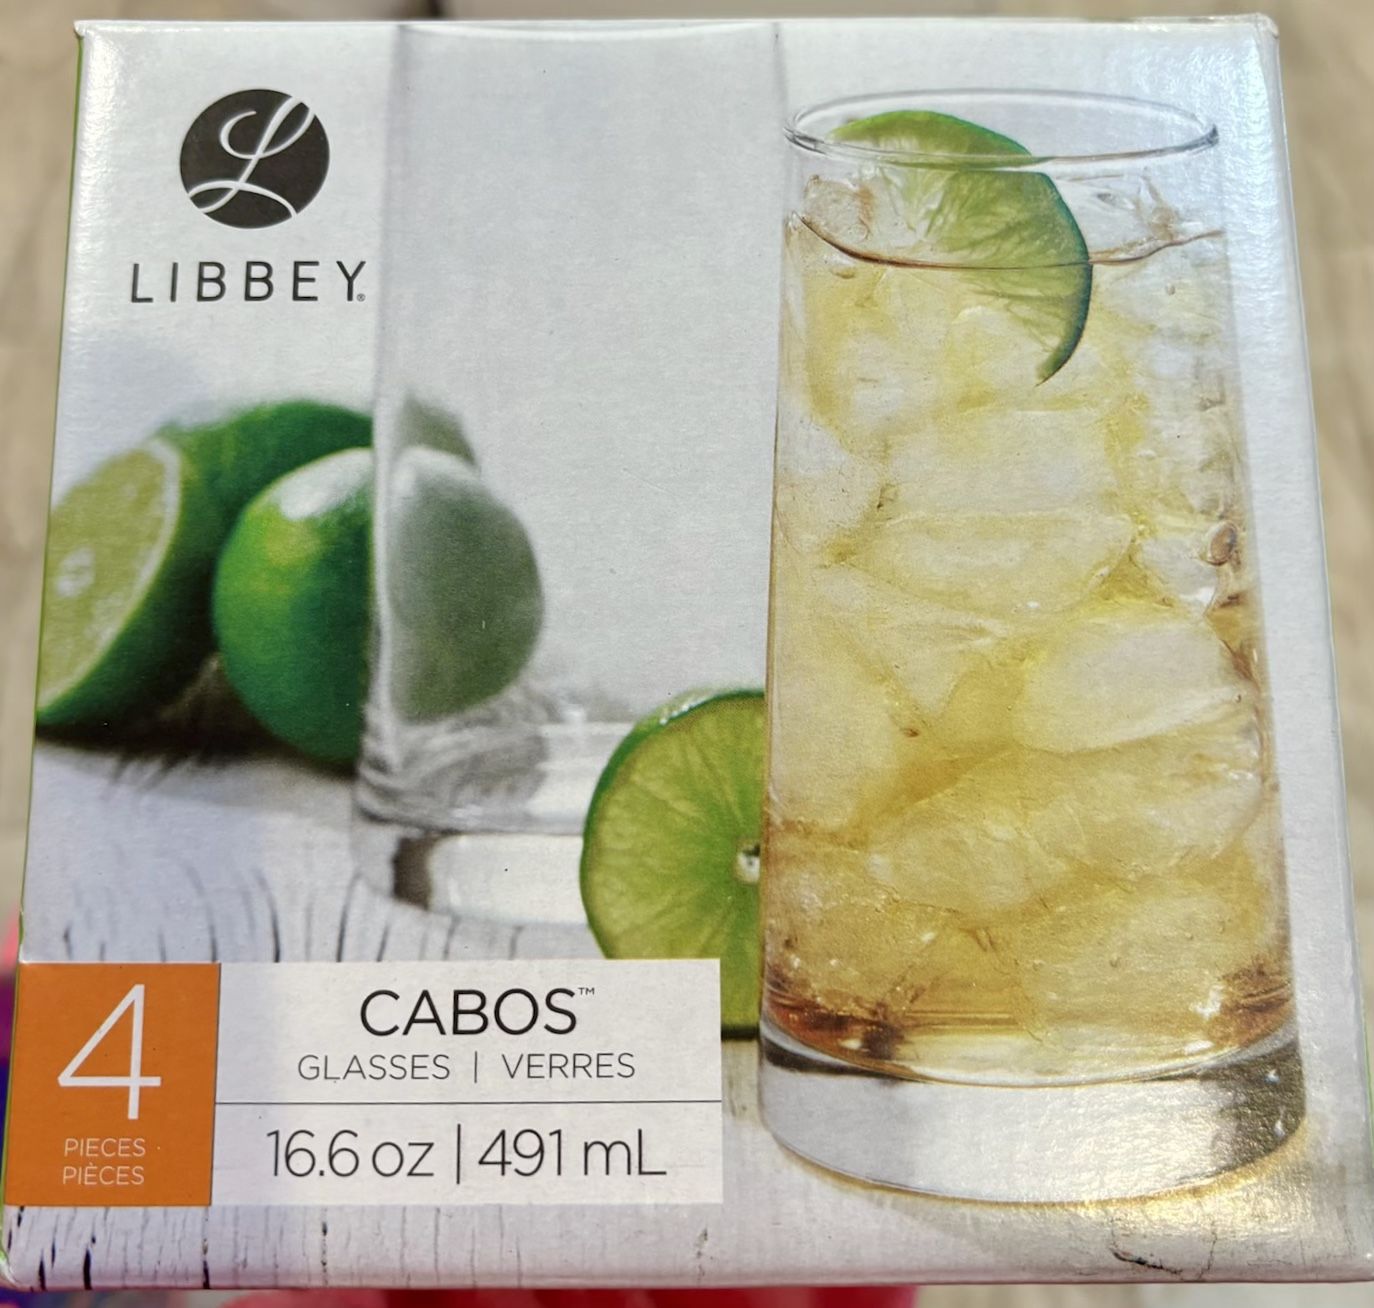 L
LIBBEY®
4
PIECES
PIÈCES
CABOS™
GLASSES | VERRES
16.6 oz | 491 mL